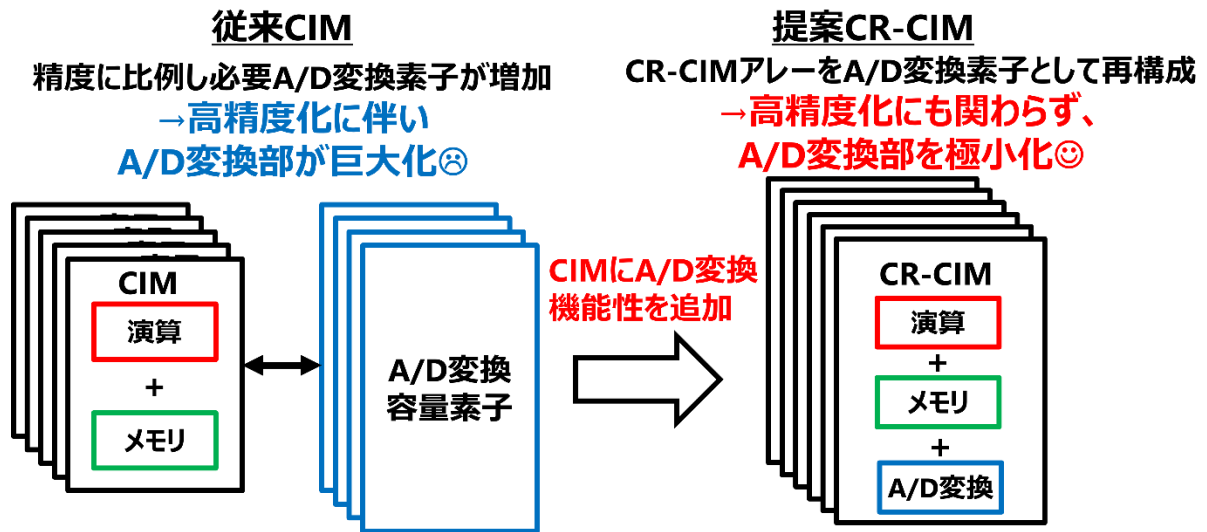 従来CIM
精度に比例し必要A/D変換素子が増加
→高精度化に伴い
A/D変換部が巨大化☹
CIM
演算
+
メモリ
A/D変換
容量素子
CIMにA/D変換
機能性を追加
提案CR-CIM
CR-CIMアレーをA/D変換素子として再構成
→高精度化にも関わらず、
A/D変換部を極小化☺
CR-CIM
演算
+
メモリ
+
A/D変換